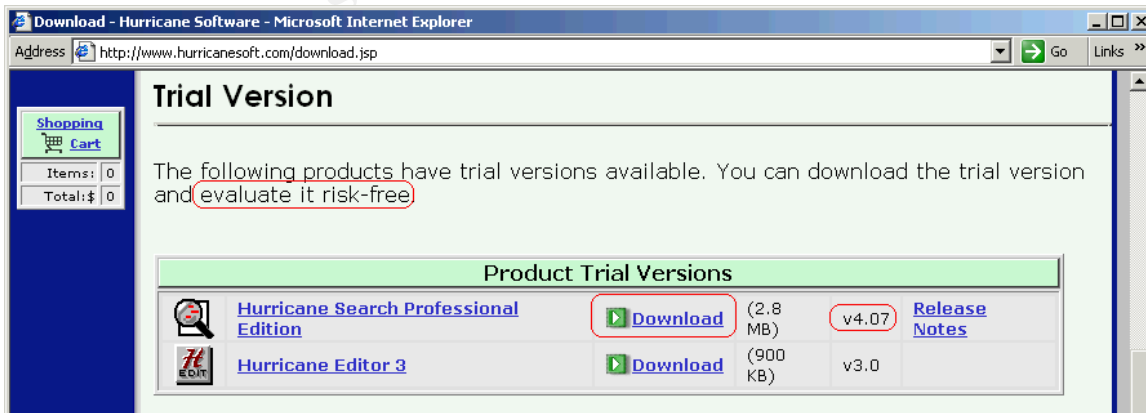 Download - Hurricane Software - Microsoft Internet Explorer
Address http://www.hurricanesoft.com/download.jsp Go Links »
Shopping
Cart
Items: 0
Total:$ 0
Trial Version
The following products have trial versions available. You can download the trial version
and evaluate it risk-free.
Product Trial Versions
Hurricane Search Professional
Edition
Download
(2.8
MB)
v4.07
Release
Notes
H
EDIT
Hurricane Editor 3
Download
(900
KB)
v3.0